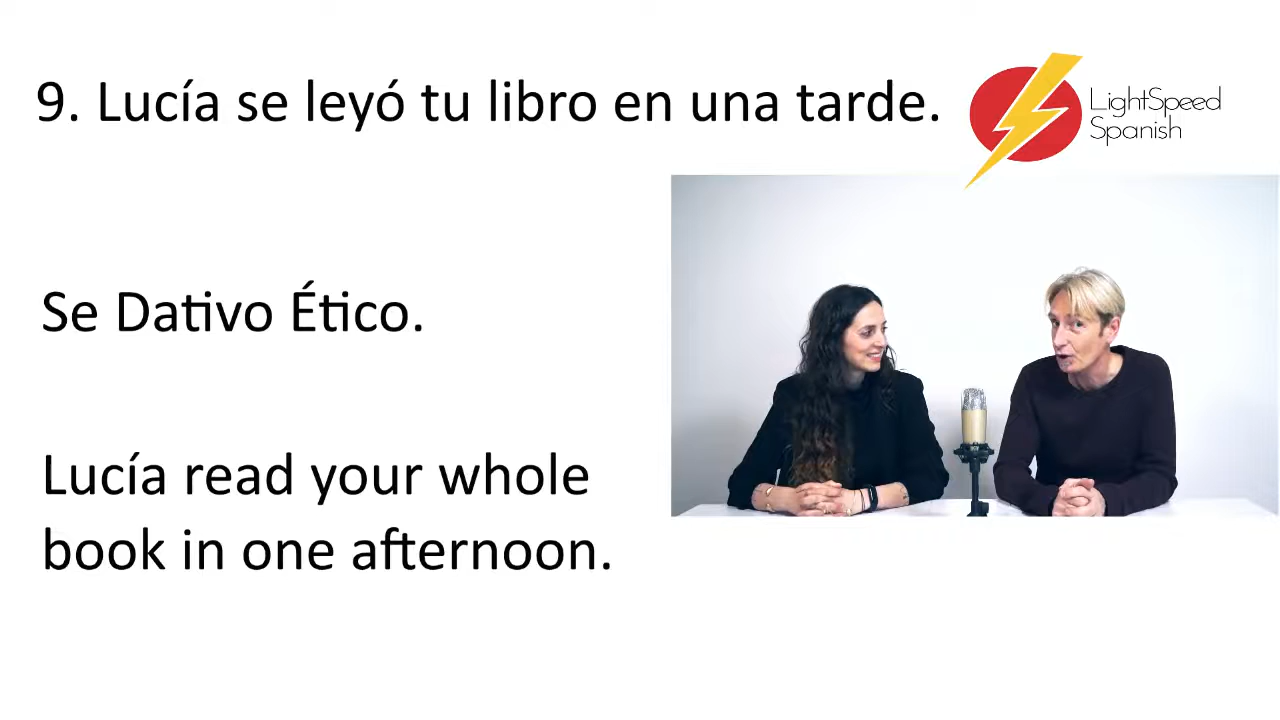 9. Lucía se leyó tu libro en una tarde.
LightSpeed
Spanish
Se Dativo Ético.
Lucía read your whole
book in one afternoon.